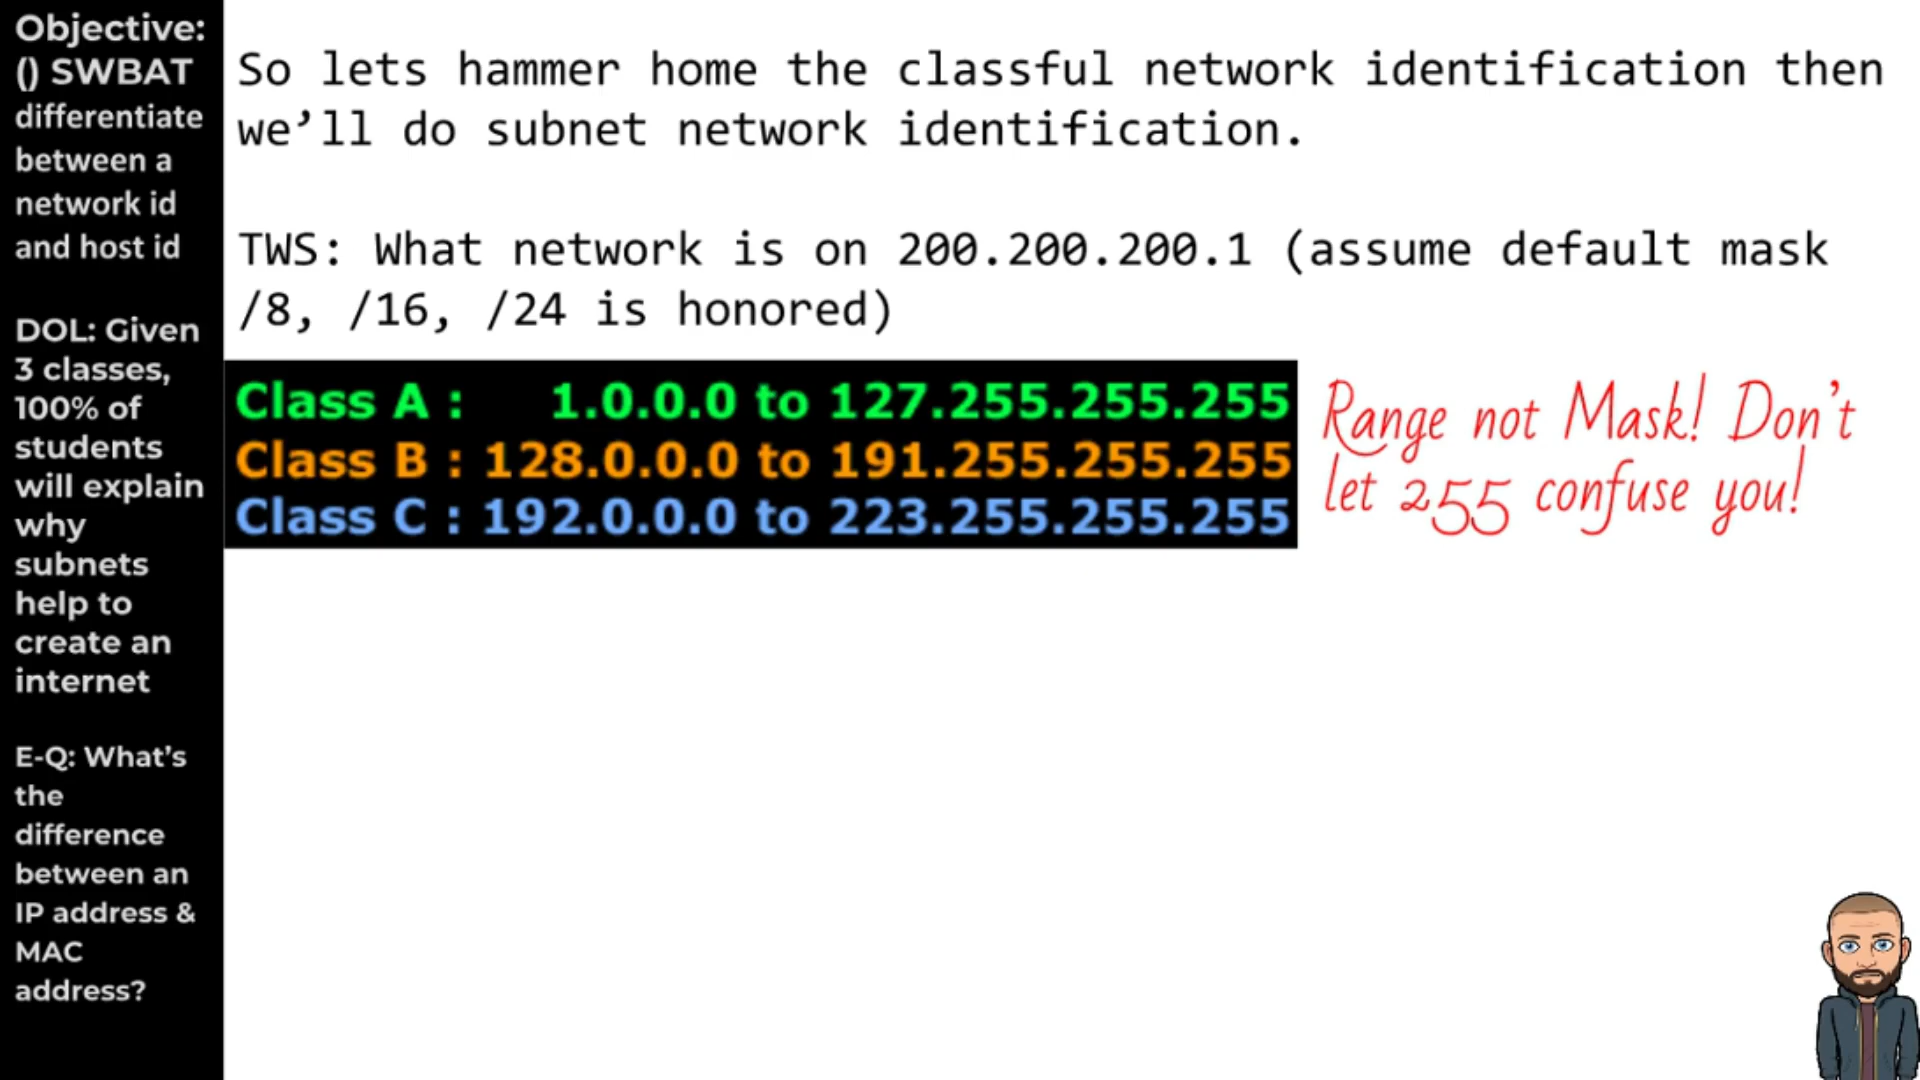 Objective:
() SWBAT
differentiate
between a
network id
and host id
DOL: Given
3 classes,
100% of
students
will explain
why
subnets
help to
create an
internet
E-Q: What's
the
difference
between an
IP address &
MAC
address?
So lets hammer home the classful network identification then
we’ll do subnet network identification.
TWS: What network is on 200.200.200.1 (assume default mask
/8, /16, /24 is honored)
Class A : 1.0.0.0 to 127.255.255.255
Class B : 128.0.0.0 to 191.255.255.255
Class C : 192.0.0.0 to 223.255.255.255
Range not Mask! Don't
let 255 confuse you!